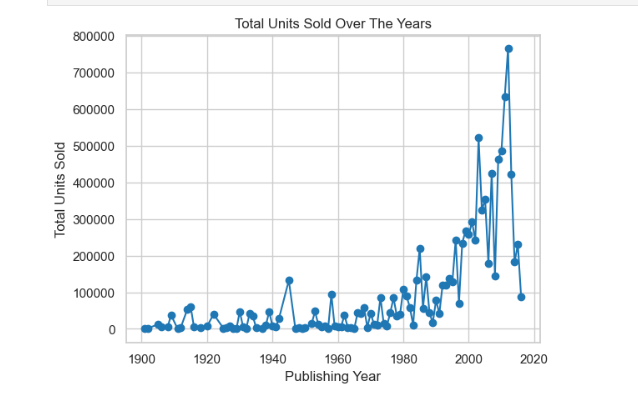 Total Units Sold Over The Years
800000
700000
600000
500000
400000
300000
200000
100000
0
Total Units Sold
1900 1920 1940 1960 1980 2000 2020
Publishing Year